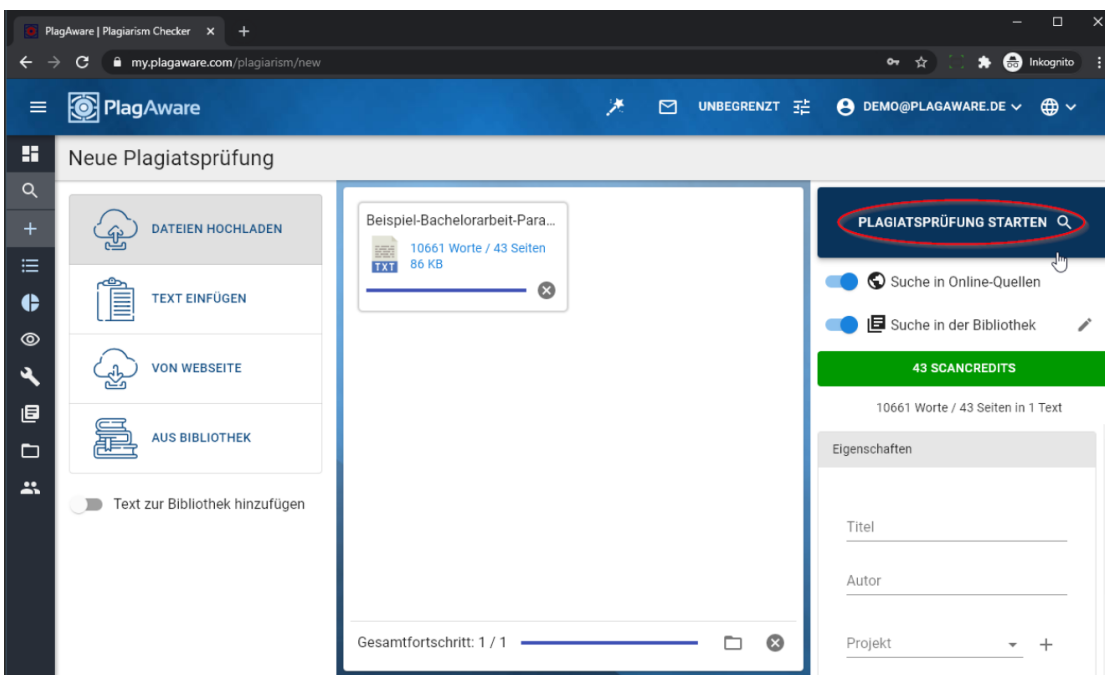 PlagAware | Plagiarism Checker
my.plagaware.com/plagiarism/new
Inkognito
PlagAware
UNBEGRENZT
DEMO@PLAGAWARE.DE
Neue Plagiatsprüfung
DATEIEN HOCHLADEN
TEXT EINFÜGEN
VON WEBSEITE
AUS BIBLIOTHEK
Text zur Bibliothek hinzufügen
Beispiel-Bachelorarbeit-Para...
TXT
10661 Worte / 43 Seiten
86 KB
Gesamtfortschritt: 1 / 1
PLAGIATSPRÜFUNG STARTEN
Suche in Online-Quellen
Suche in der Bibliothek
43 SCANCREDITS
10661 Worte / 43 Seiten in 1 Text
Eigenschaften
Titel
Autor
Projekt